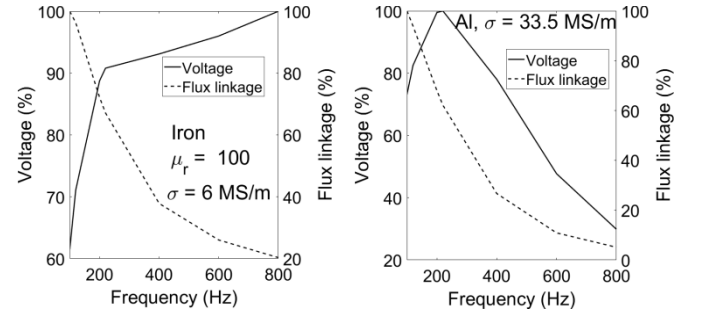 100
90
80
70
60
Voltage (%)
200 400 600 800
Frequency (Hz)
100
80
60
40
20
Flux linkage (%)
Voltage
Flux linkage
Iron
μr = 100
σ = 6 MS/m
100
80
60
40
20
Voltage (%)
200 400 600 800
Frequency (Hz)
100
80
60
40
20
0
Flux linkage (%)
Al, σ = 33.5 MS/m
Voltage
Flux linkage